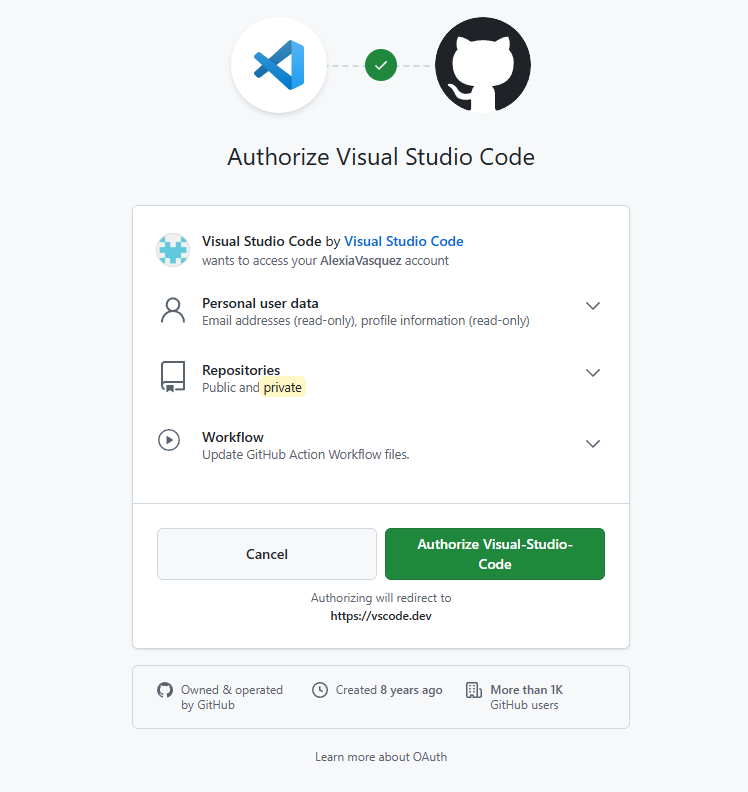 Authorize Visual Studio Code
Visual Studio Code by Visual Studio Code
wants to access your AlexiaVasquez account
Personal user data
Email addresses (read-only), profile information (read-only)
Repositories
Public and private
Workflow
Update GitHub Action Workflow files.
Cancel
Authorize Visual-Studio-
Code
Authorizing will redirect to
https://vscode.dev
Owned & operated
by GitHub
Created 8 years ago
More than 1K
GitHub users
Learn more about OAuth